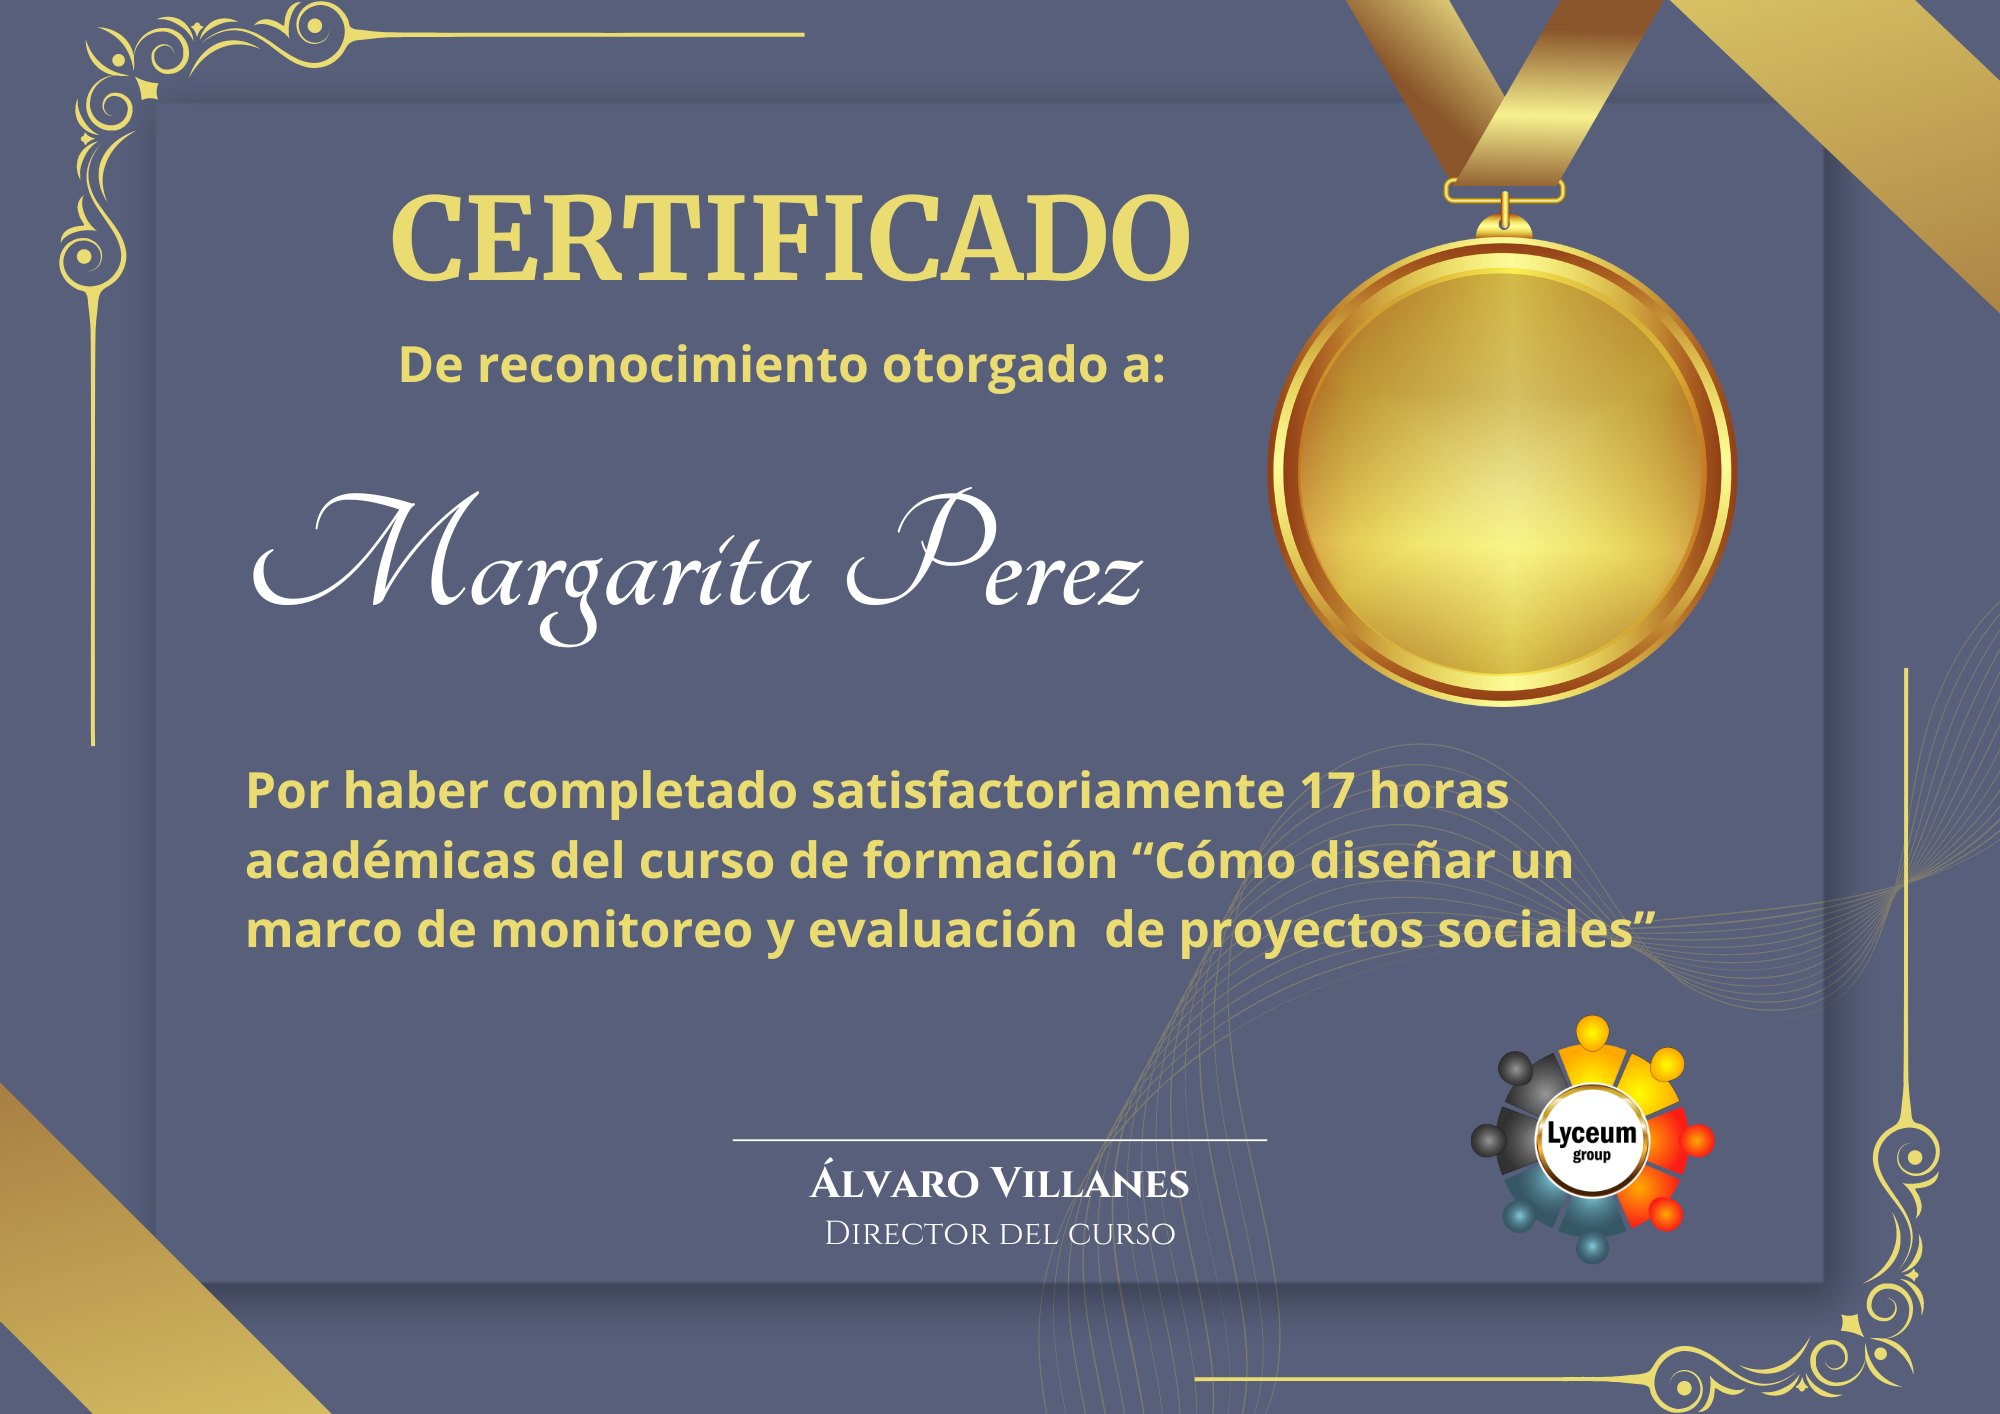 CERTIFICADO
De reconocimiento otorgado a:
Margarita Perez
Por haber completado satisfactoriamente 17 horas
académicas del curso de formación “Cómo diseñar un
marco de monitoreo y evaluación  de proyectos sociales”
Álvaro Villanes
Director del curso
Lyceum
group